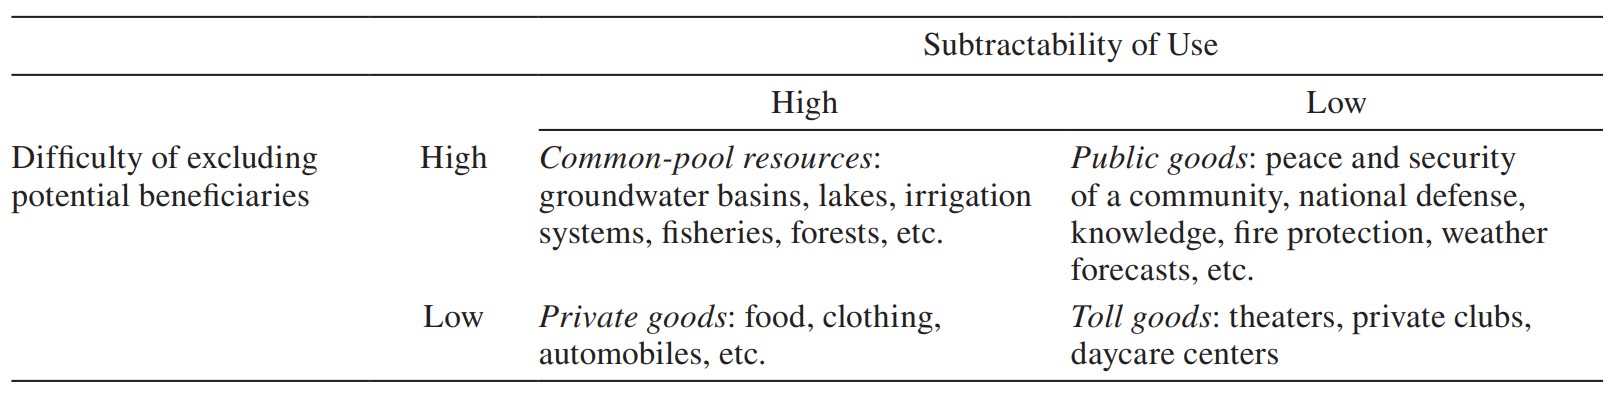 Subtractability of Use
High Low
Difficulty of excluding
potential beneficiaries
High
Common-pool resources:
groundwater basins, lakes, irrigation
systems, fisheries, forests, etc.
Public goods: peace and security
of a community, national defense,
knowledge, fire protection, weather
forecasts, etc.
Low
Private goods: food, clothing,
automobiles, etc.
Toll goods: theaters, private clubs,
daycare centers